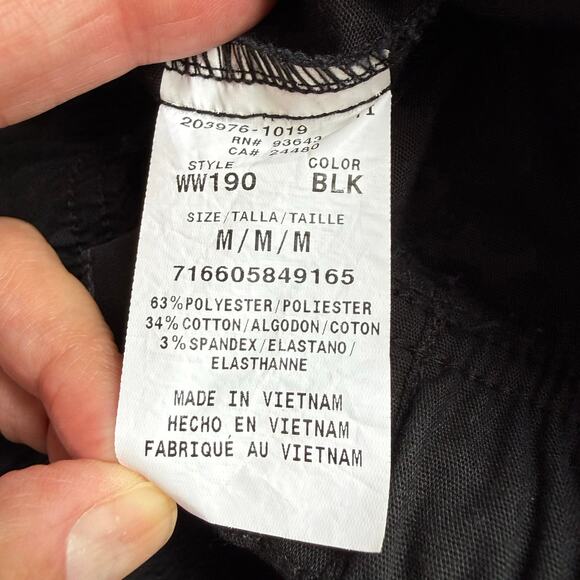 203976-1019
RN# 93643
CA# 24480
STYLE COLOR
WW190 BLK
SIZE/TALLA/TAILLE
M/M/M
716605849165
63%POLYESTER/POLIESTER
34%COTTON/ALGODON/COTON
3%SPANDEX/ELASTANO/
ELASTHANNE
MADE IN VIETNAM
HECHO EN VIETNAM
FABRIQUÉ AU VIETNAM